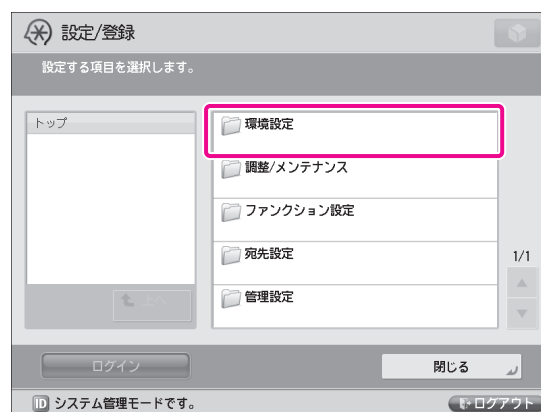 設定/登録
設定する項目を選択します。
トップ
環境設定
調整/メンテナンス
ファンクション設定
宛先設定
管理設定
1/1
上へ
ログイン
閉じる
ID システム管理モードです。
ログアウト